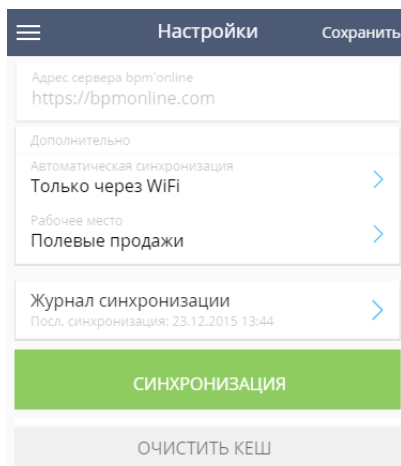 Настройки Сохранить
Адрес сервера bpm'online
https://bpmonline.com
Дополнительно
Автоматическая синхронизация
Только через WiFi
Рабочее место
Полевые продажи
Журнал синхронизации
Посл. синхронизация: 23.12.2015 13:44
СИНХРОНИЗАЦИЯ
ОЧИСТИТЬ КЕШ